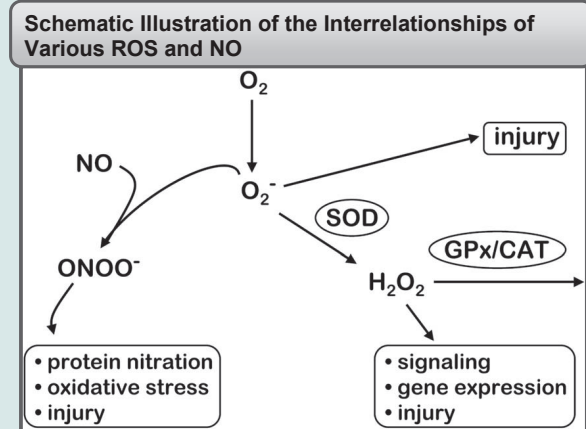 Schematic Illustration of the Interrelationships of
Various ROS and NO
O₂
injury
NO
O₂⁻
SOD
GPx/CAT
ONOO⁻
H₂O₂
• protein nitration
• oxidative stress
• injury
• signaling
• gene expression
• injury